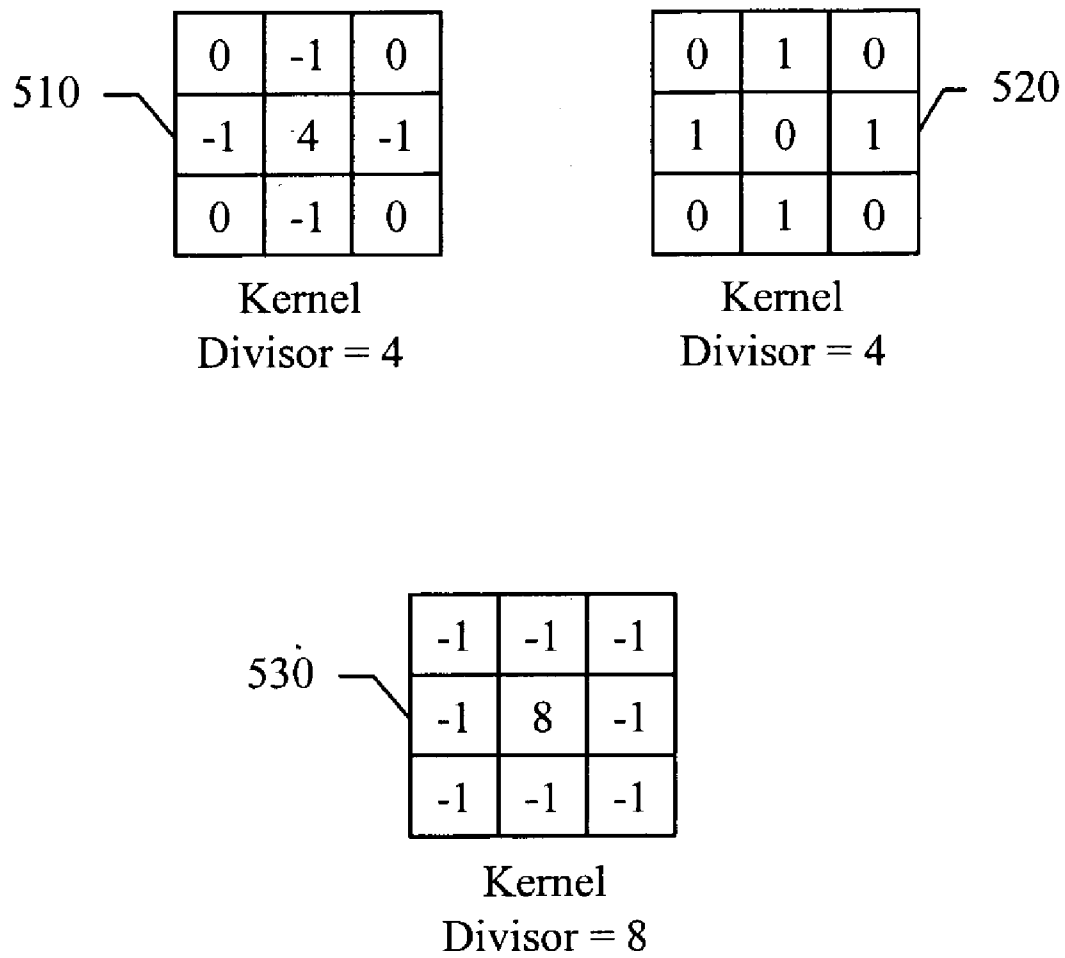 0 -1 0 0 1 0
510 520
-1 4 -1 1 0 1
0 -1 0 0 1 0
Kernel Kernel
Divisor = 4 Divisor = 4
-1 -1 -1
530
-1 8 -1
-1 -1 -1
Kernel
Divisor = 8